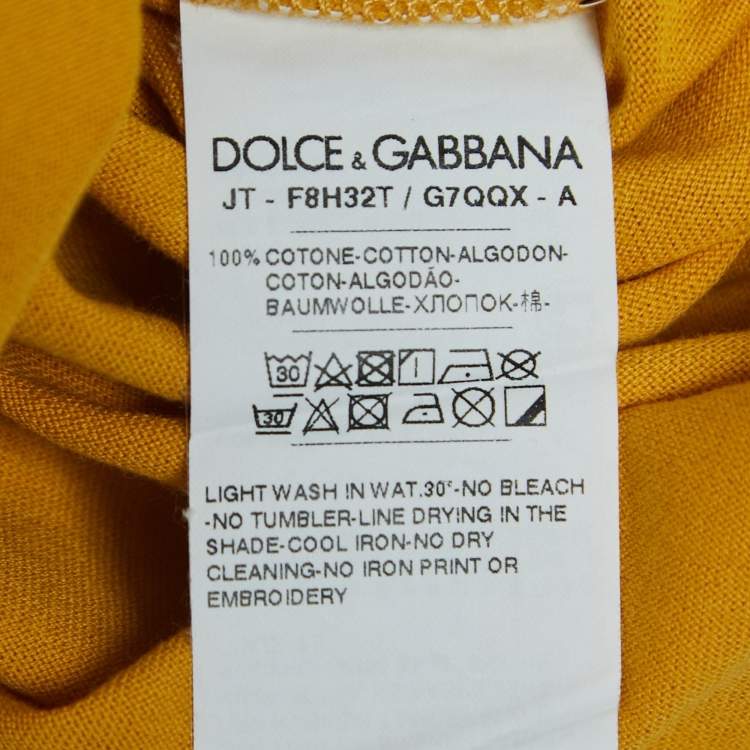 DOLCE & GABBANA
JT - F8H32T / G7QQX - A
100% COTONE-COTTON-ALGODON-
COTON-ALGODÃO-
BAUMWOLLE-ХЛОПОК-棉-
30
30
LIGHT WASH IN WAT.30°-NO BLEACH
-NO TUMBLER-LINE DRYING IN THE
SHADE-COOL IRON-NO DRY
CLEANING-NO IRON PRINT OR
EMBROIDERY